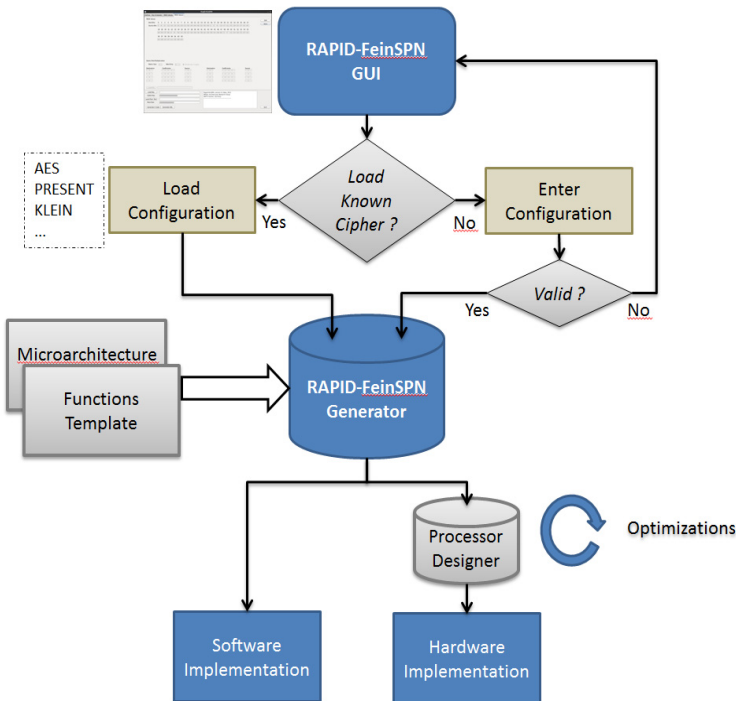 RAPID-FeinSPN
GUI
AES
PRESENT
KLEIN
...
Load
Configuration
Yes
Load
Known
Cipher ?
No
Enter
Configuration
Yes
Valid ?
No
Microarchitecture
Functions
Template
RAPID-FeinSPN
Generator
Processor
Designer
Optimizations
Software
Implementation
Hardware
Implementation